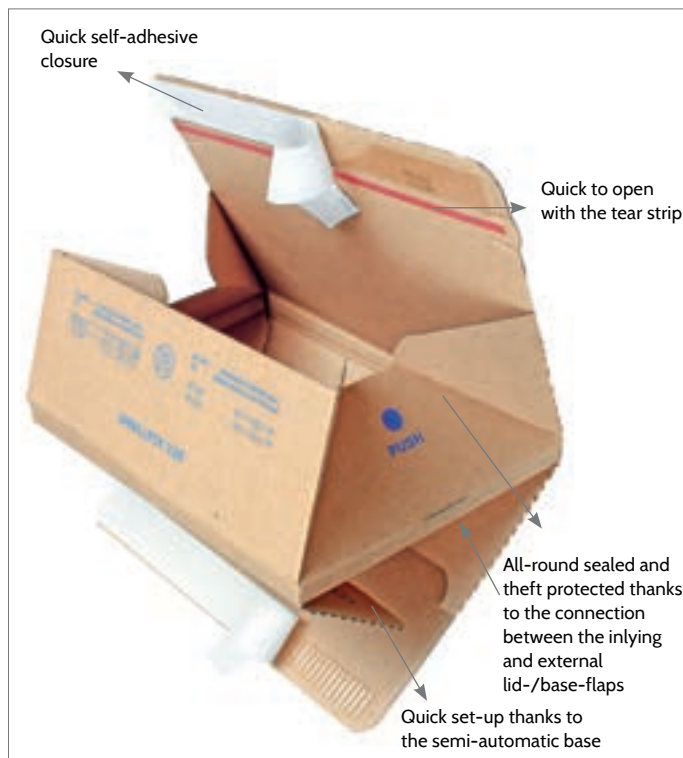 Quick self-adhesive
closure
Quick to open
with the tear strip
PUSH
All-round sealed and
theft protected thanks
to the connection
between the inlying
and external
lid-/base-flaps
Quick set-up thanks to
the semi-automatic base